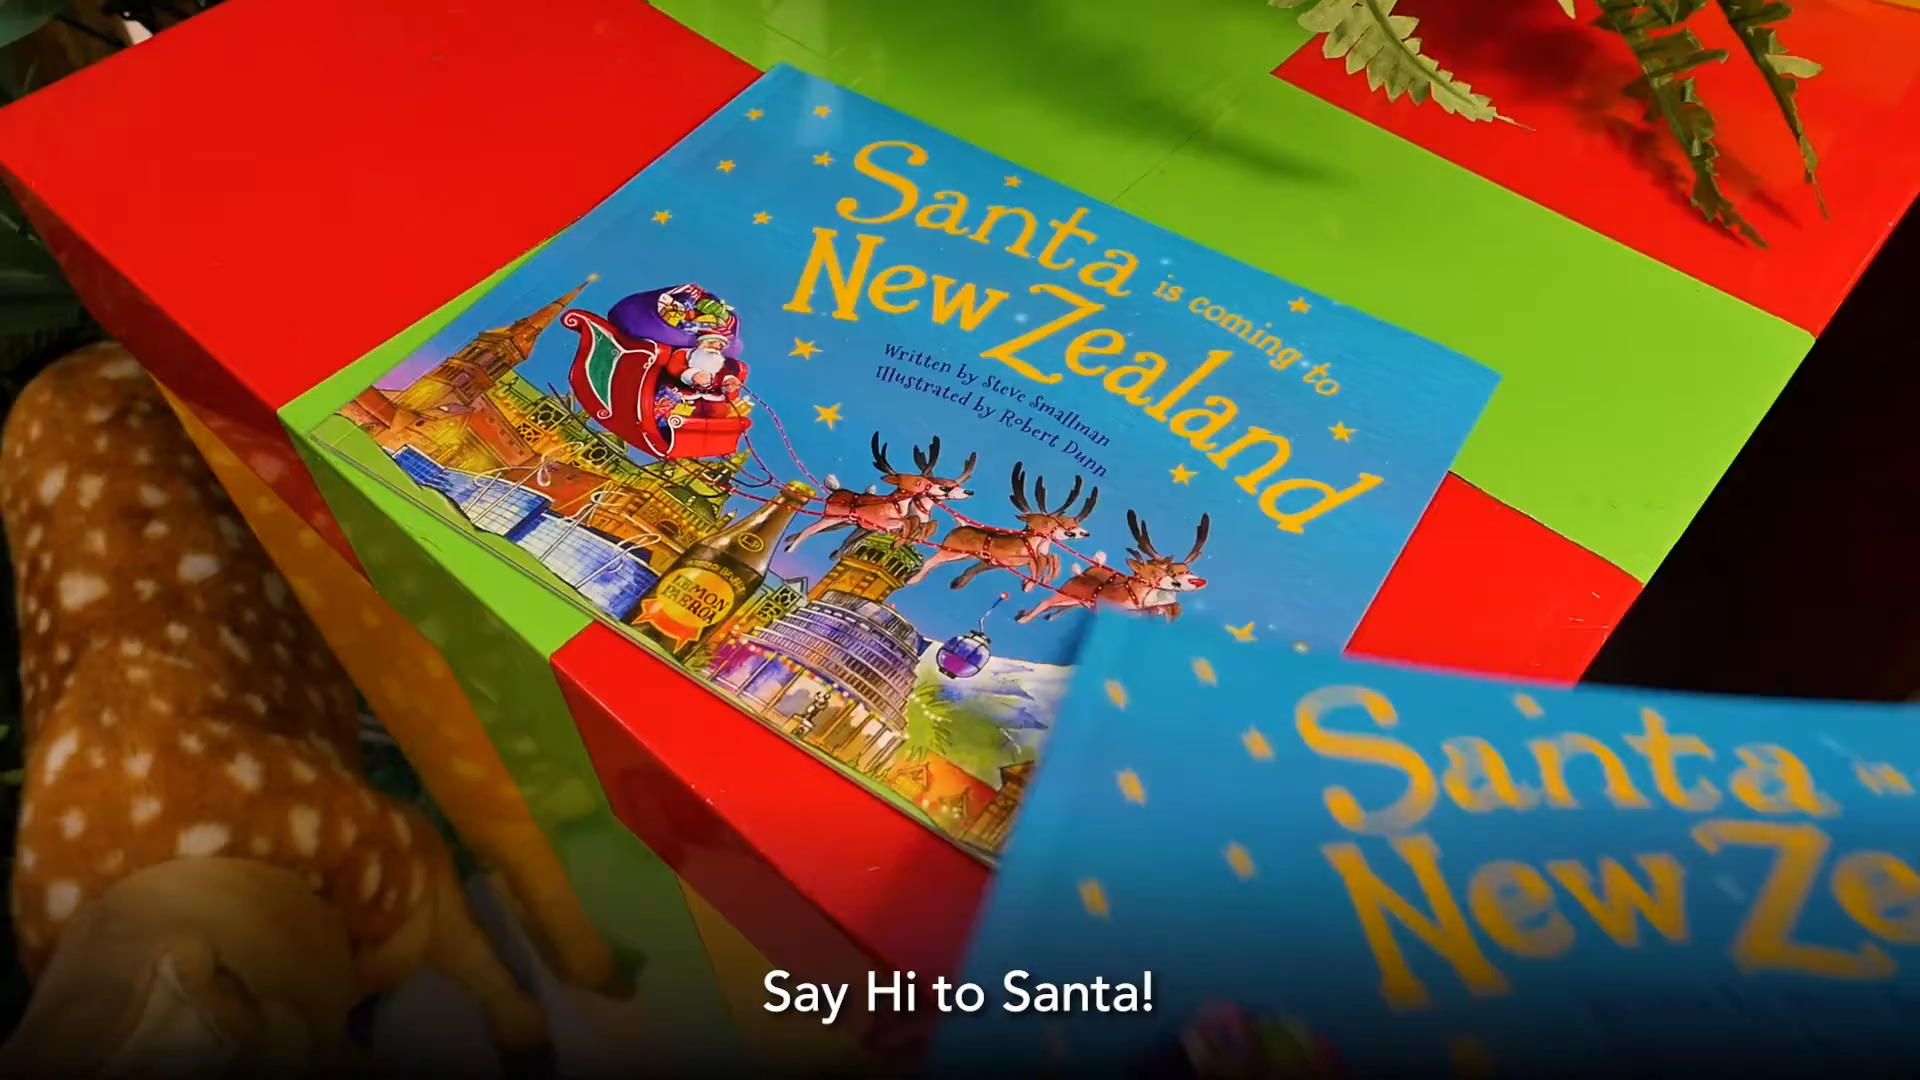 Santa is coming to
New Zealand
Written by Steve Smallman
Illustrated by Robert Dunn
LEMON
PAEROA
Santa is
New Ze
Say Hi to Santa!